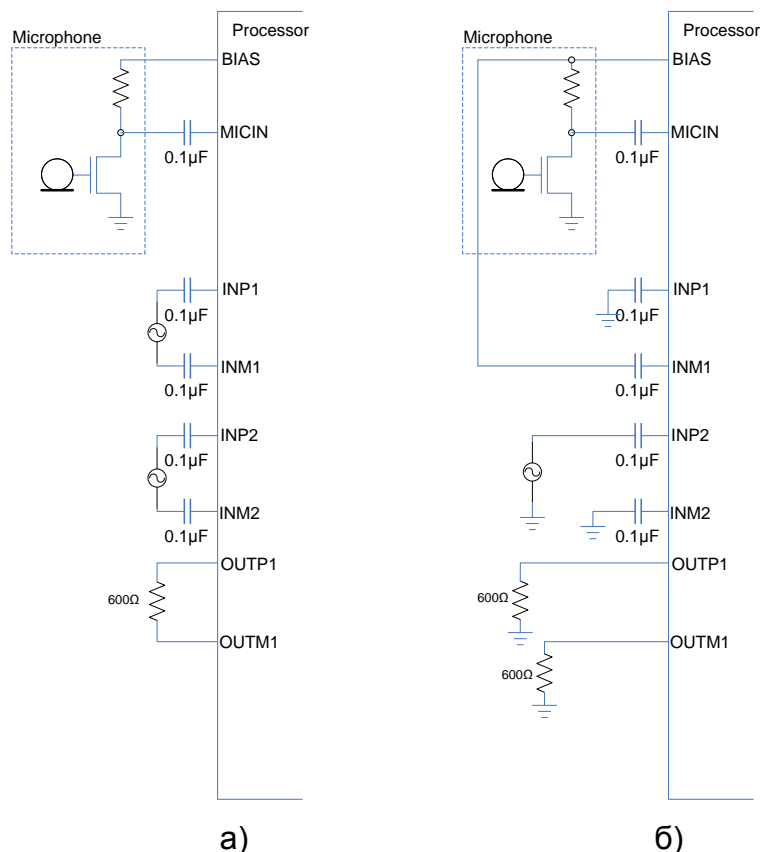 Processor
Microphone
BIAS
MICIN
0.1µF
INP1
0.1µF
INM1
0.1µF
INP2
0.1µF
INM2
0.1µF
OUTP1
600Ω
OUTM1
а)
Processor
Microphone
BIAS
MICIN
0.1µF
INP1
0.1µF
INM1
0.1µF
INP2
0.1µF
INM2
0.1µF
OUTP1
600Ω
OUTM1
600Ω
б)